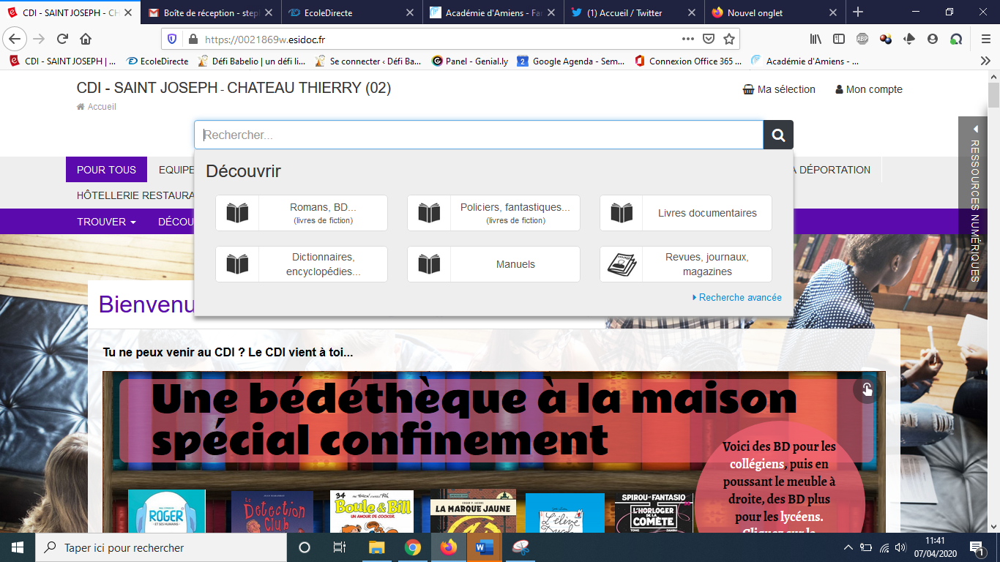 CDI - SAINT JOSEPH - CH
Boîte de réception - step
EcoleDirecte
Académie d'Amiens - Fa
(1) Accueil / Twitter
Nouvel onglet
https://0021869w.esidoc.fr
CDI - SAINT JOSEPH | ...
EcoleDirecte
Défi Babelio | un défi li...
Se connecter ‹ Défi Ba...
Panel - Genial.ly
Google Agenda - Sem...
Connexion Office 365 ...
Académie d'Amiens - ...
CDI - SAINT JOSEPH - CHATEAU THIERRY (02)
Ma sélection
Mon compte
Accueil
Rechercher...
POUR TOUS
EQUIPE
A DÉPORTATION
HÔTELLERIE RESTAURA
TROUVER
DÉCOU
RESSOURCES NUMÉRIQUES
Découvrir
Romans, BD...
(livres de fiction)
Policiers, fantastiques...
(livres de fiction)
Livres documentaires
Dictionnaires,
encyclopédies...
Manuels
Revues, journaux,
magazines
Recherche avancée
Bienvenu
Tu ne peux venir au CDI ? Le CDI vient à toi...
Une bédéthèque à la maison
spécial confinement
Voici des BD pour les
collégiens, puis en
poussant le meuble à
droite, des BD plus
pour les lycéens.
Cliquez sur le
ROGER
ET SES HUMAINS
Le Détection Club
34
Boule & Bill
UN AMOUR DE COCKER
LA MARQUE JAUNE
L'élève
SPIROU et FANTASIO
L'HORLOGER
DE LA
COMÈTE
Taper ici pour rechercher
11:41
07/04/2020